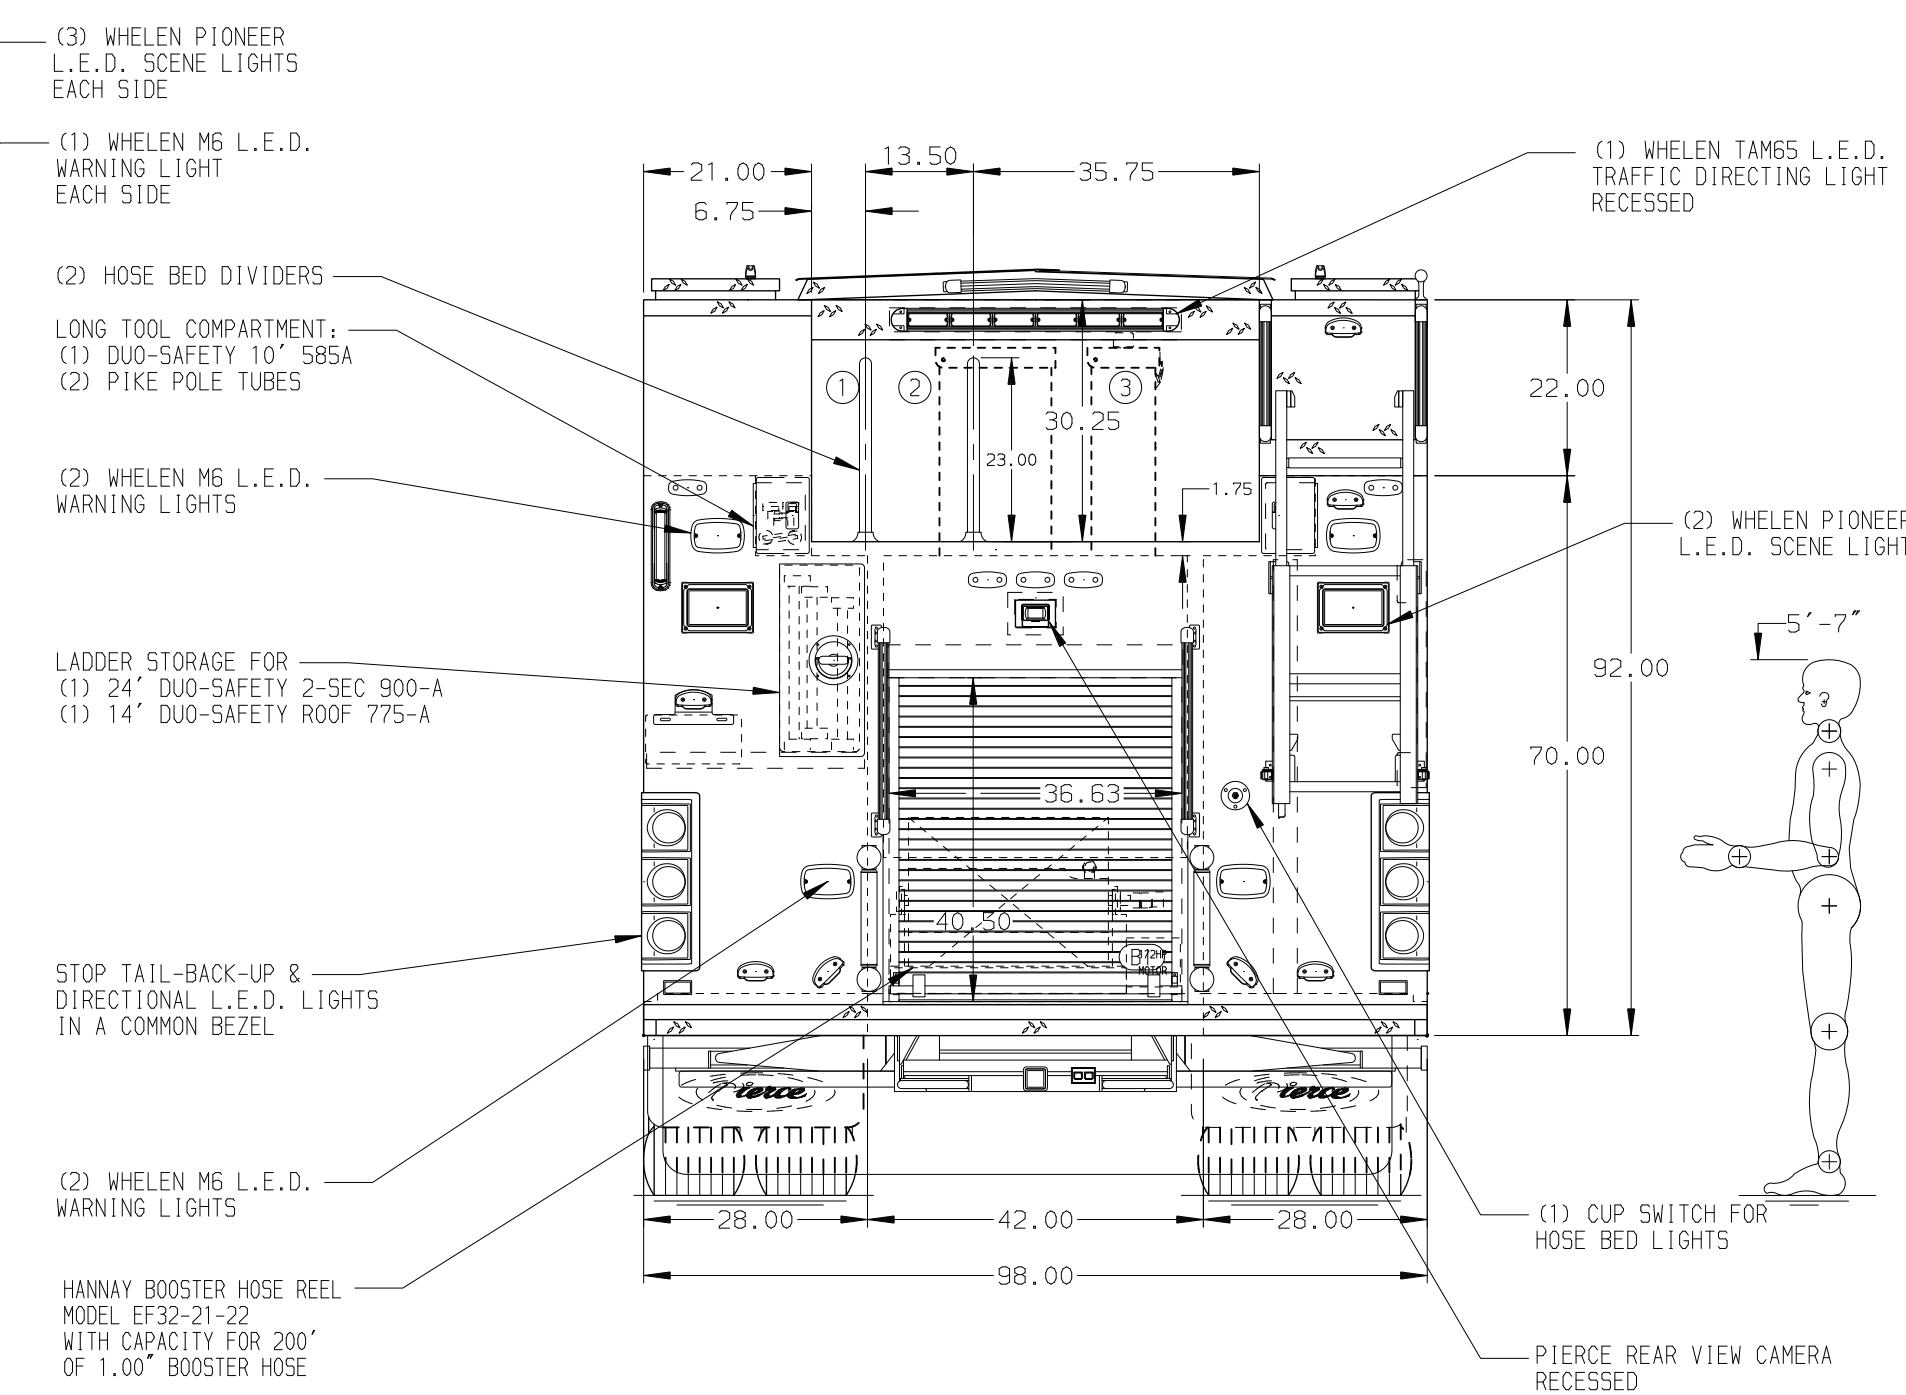 (3) WHELEN PIONEER
L.E.D. SCENE LIGHTS
EACH SIDE
(1) WHELEN M6 L.E.D.
WARNING LIGHT
EACH SIDE
(2) HOSE BED DIVIDERS
LONG TOOL COMPARTMENT:
(1) DUO-SAFETY 10' 585A
(2) PIKE POLE TUBES
(2) WHELEN M6 L.E.D.
WARNING LIGHTS
LADDER STORAGE FOR
(1) 24' DUO-SAFETY 2-SEC 900-A
(1) 14' DUO-SAFETY ROOF 775-A
STOP TAIL-BACK-UP &
DIRECTIONAL L.E.D. LIGHTS
IN A COMMON BEZEL
(2) WHELEN M6 L.E.D.
WARNING LIGHTS
HANNAY BOOSTER HOSE REEL
MODEL EF32-21-22
WITH CAPACITY FOR 200'
OF 1.00" BOOSTER HOSE
21.00
13.50
35.75
6.75
1
2
3
30.25
23.00
1.75
36.63
40.50
B
1/2HP
MOTOR
Pierce
Pierce
28.00
42.00
28.00
98.00
22.00
92.00
70.00
(1) WHELEN TAM65 L.E.D.
TRAFFIC DIRECTING LIGHT
RECESSED
(2) WHELEN PIONEER
L.E.D. SCENE LIGHT
5'-7"
(1) CUP SWITCH FOR
HOSE BED LIGHTS
PIERCE REAR VIEW CAMERA
RECESSED